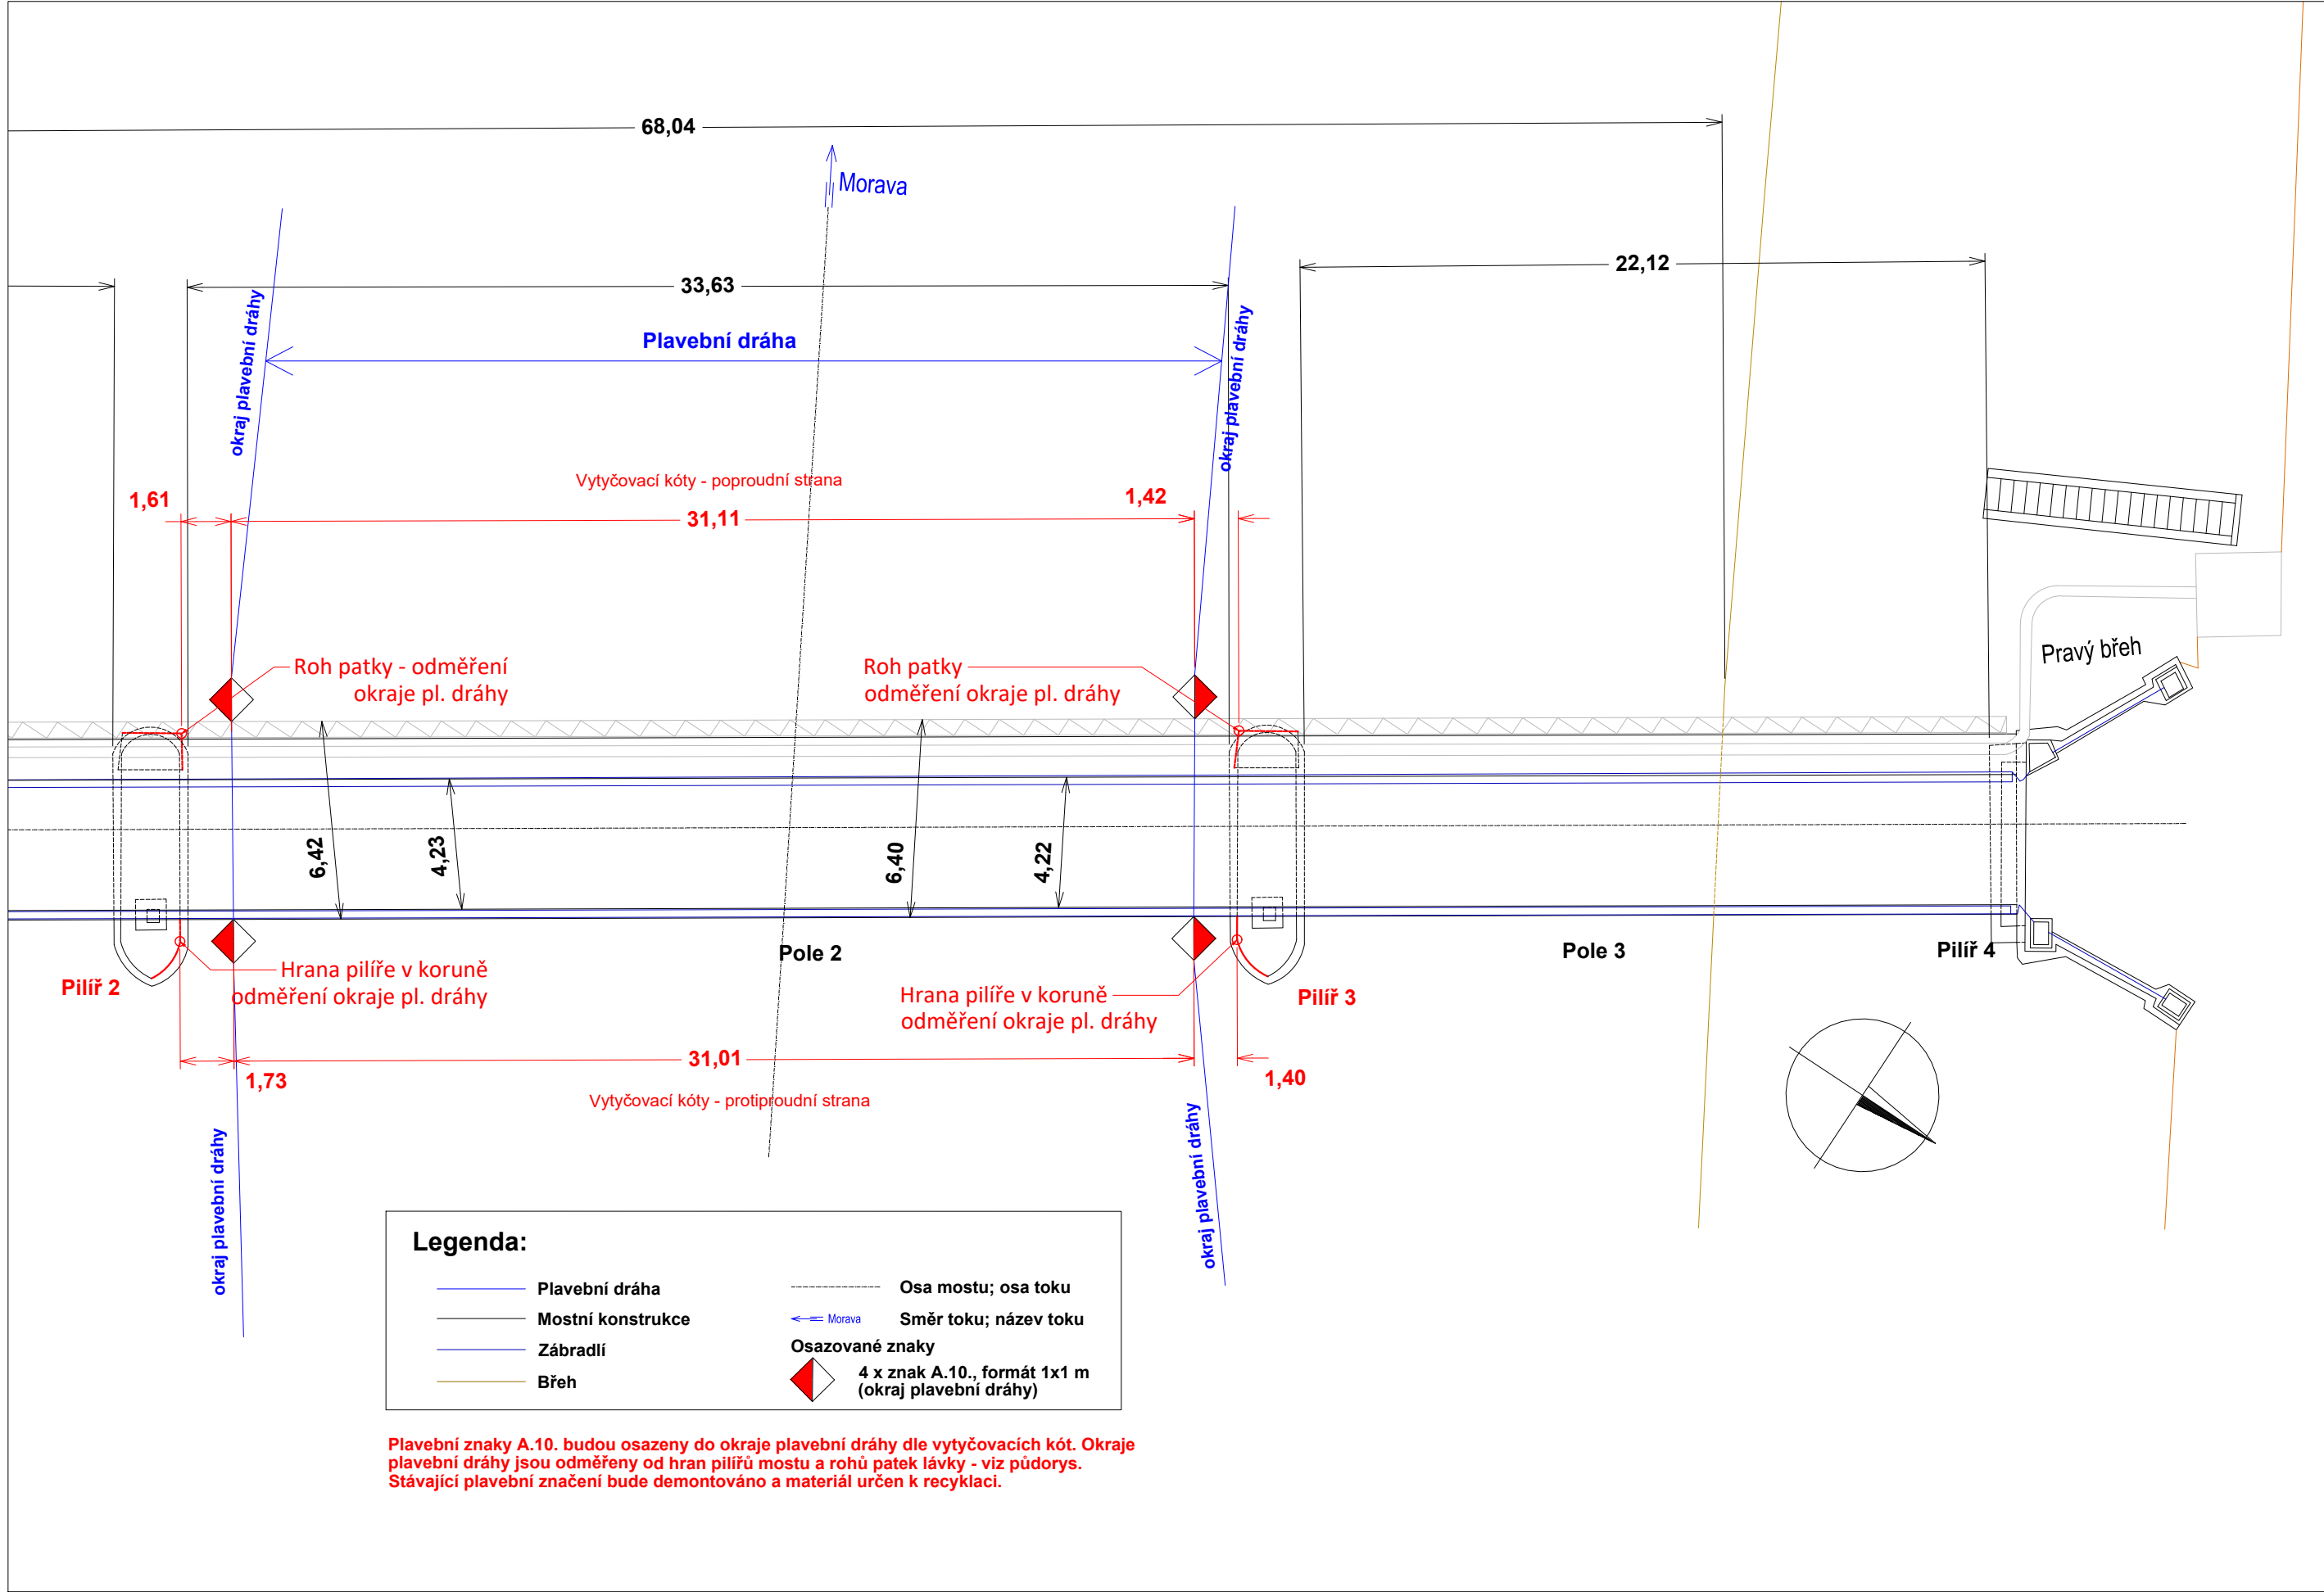 68,04
Morava
22,12
33,63
Plavební dráha
okraj plavební dráhy
okraj plavební dráhy
Vytyčovací kóty - poproudní strana
1,61
1,42
31,11
Pravý břeh
Roh patky - odměření
okraje pl. dráhy
Roh patky
odměření okraje pl. dráhy
6,42
4,23
6,40
4,22
Pole 2
Pole 3
Pilíř 4
Hrana pilíře v koruně
odměření okraje pl. dráhy
Pilíř 2
Hrana pilíře v koruně
odměření okraje pl. dráhy
Pilíř 3
31,01
1,73
1,40
Vytyčovací kóty - protiproudní strana
okraj plavební dráhy
okraj plavební dráhy
Legenda:
Plavební dráha
Mostní konstrukce
Zábradlí
Břeh
Osa mostu; osa toku
Morava Směr toku; název toku
Osazované znaky
4 x znak A.10., formát 1x1 m
(okraj plavební dráhy)
Plavební znaky A.10. budou osazeny do okraje plavební dráhy dle vytyčovacích kót. Okraje
plavební dráhy jsou odměřeny od hran pilířů mostu a rohů patek lávky - viz půdorys.
Stávající plavební značení bude demontováno a materiál určen k recyklaci.